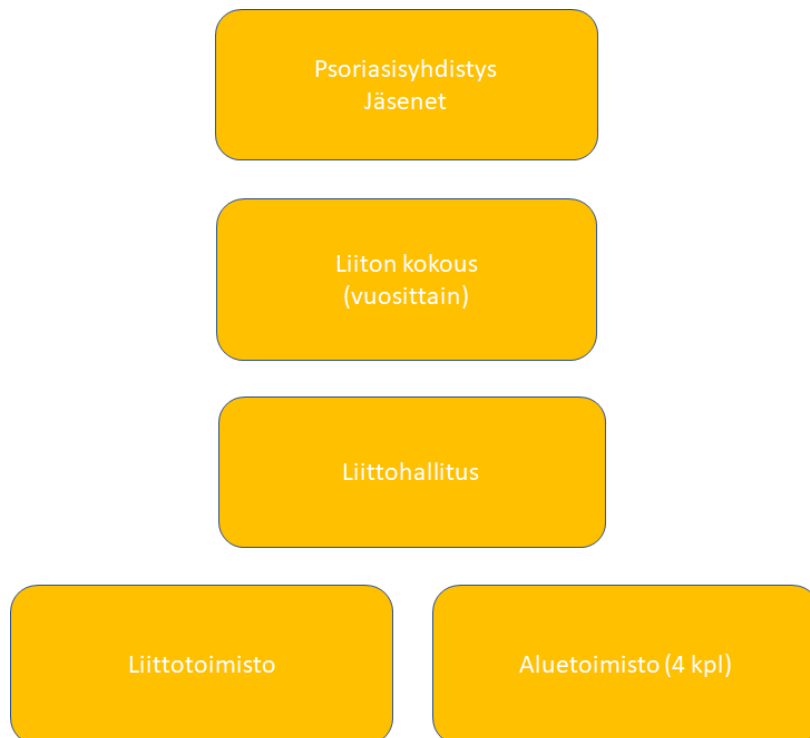 Psoriasisyhdistys
Jäsenet
Liiton kokous
(vuosittain)
Liittohallitus
Liittotoimisto
Aluetoimisto (4 kpl)